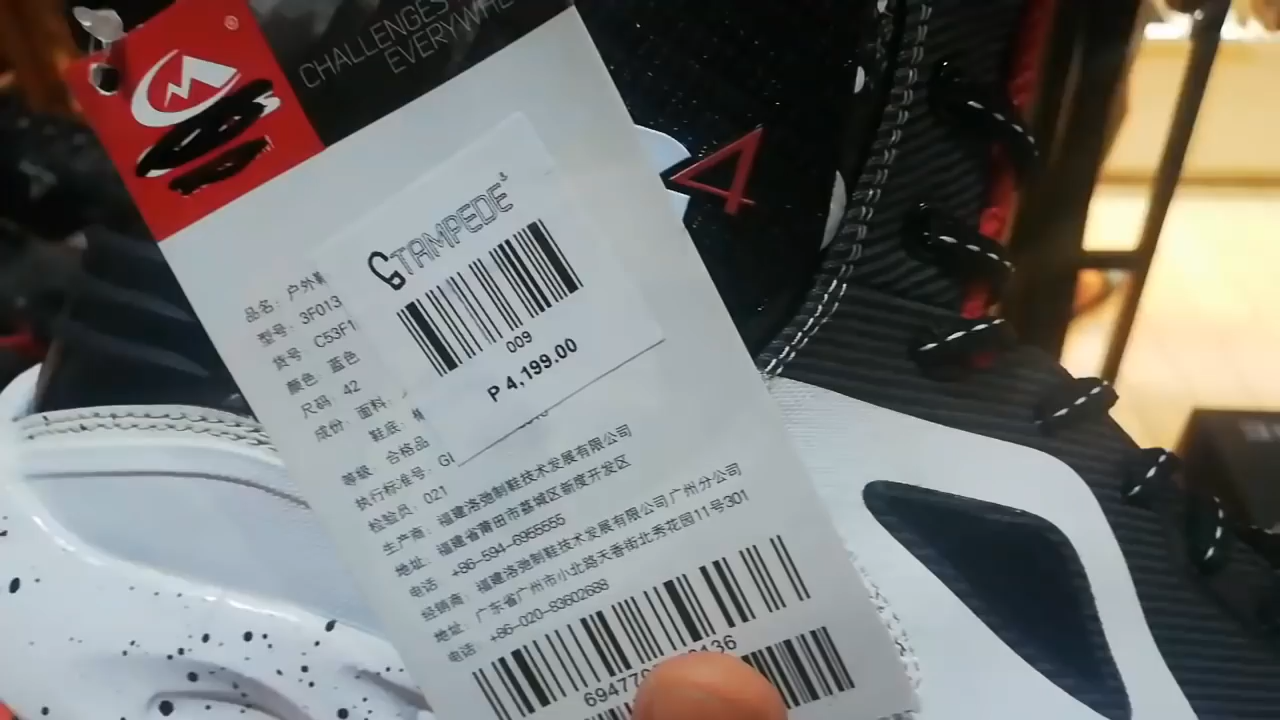 ®
CHALLENGES
EVERYWHE
STAMPEDE³
009
P 4,199.00
4
品名: 户外
型号: 3F013
货号 C53F1
颜色 蓝色
尺码: 42
成份: 面料:
鞋底:
等级: 合格品
执行标准号: GI
检验员: 021
生产商: 福建洛弛制鞋技术发展有限公司
地址: 福建省莆田市荔城区新度开发区
电话 +86-594-6955555
经销商: 福建洛弛制鞋技术发展有限公司广州分公司
地址: 广东省广州市小北路天香街北秀花园11号301
电话: +86-020-83602688
69477
136